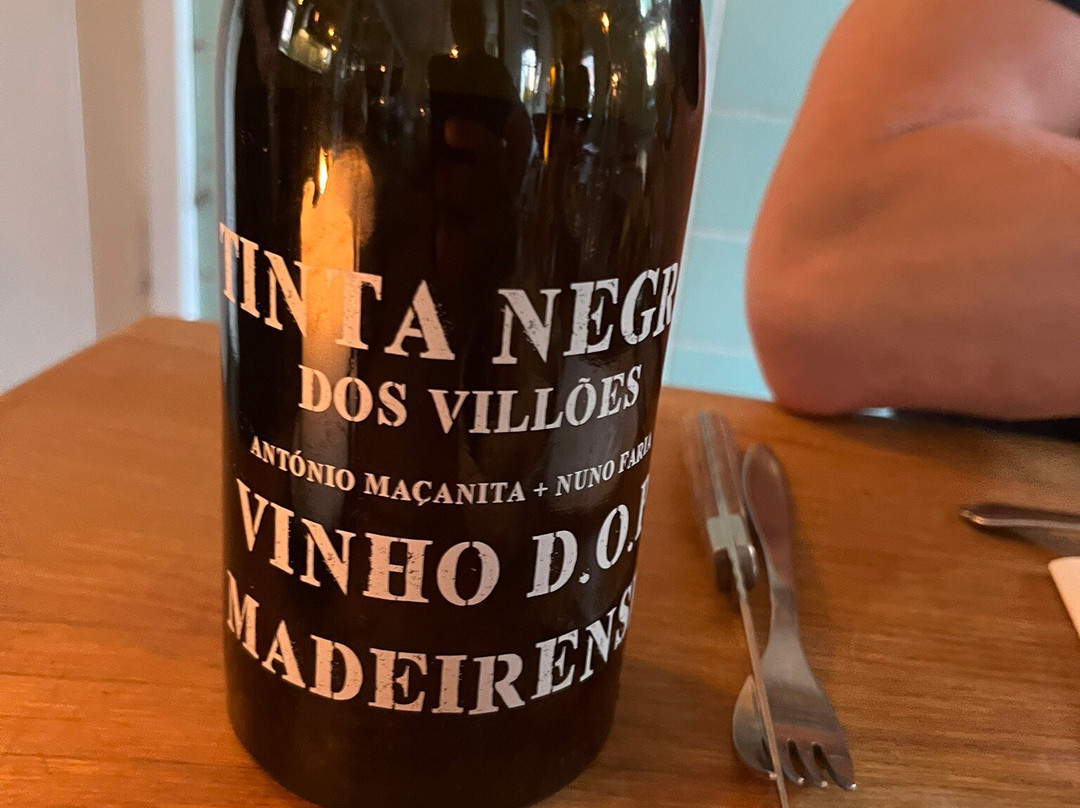 TINTA NEGR
DOS VILLÕES
ANTÓNIO MAÇANITA + NUNO FARIA
VINHO D.O.P
MADEIRENS